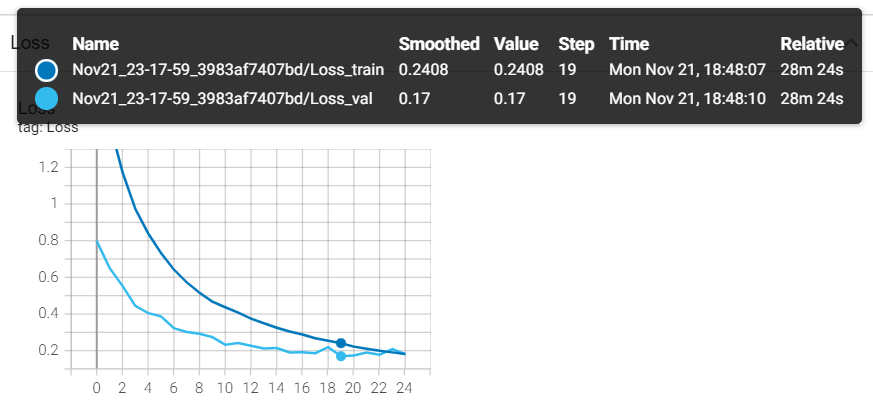 Loss
Name Smoothed Value Step Time Relative
Nov21_23-17-59_3983af7407bd/Loss_train 0.2408 0.2408 19 Mon Nov 21, 18:48:07 28m 24s
Nov21_23-17-59_3983af7407bd/Loss_val 0.17 0.17 19 Mon Nov 21, 18:48:10 28m 24s
Loss
tag: Loss
1.2
1
0.8
0.6
0.4
0.2
0 2 4 6 8 10 12 14 16 18 20 22 24